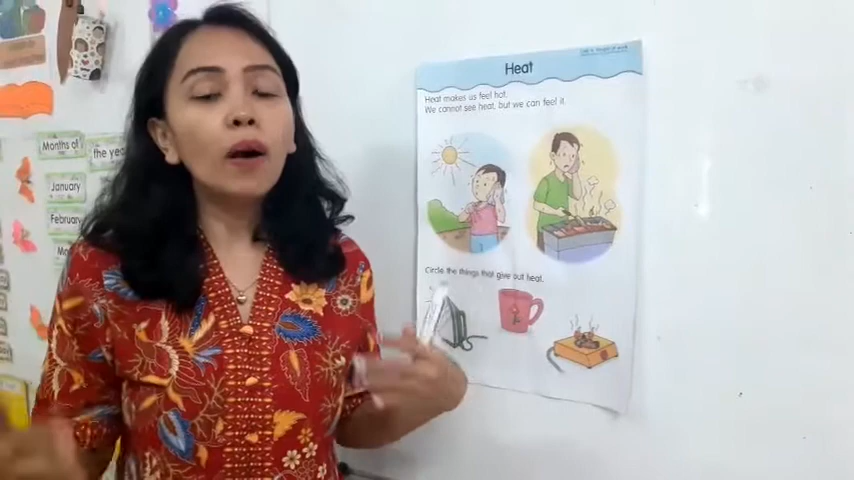 Heat
Heat makes us feel hot.
We cannot see heat, but we can feel it.
Circle the things that give out heat.
Months of
the year
January
February